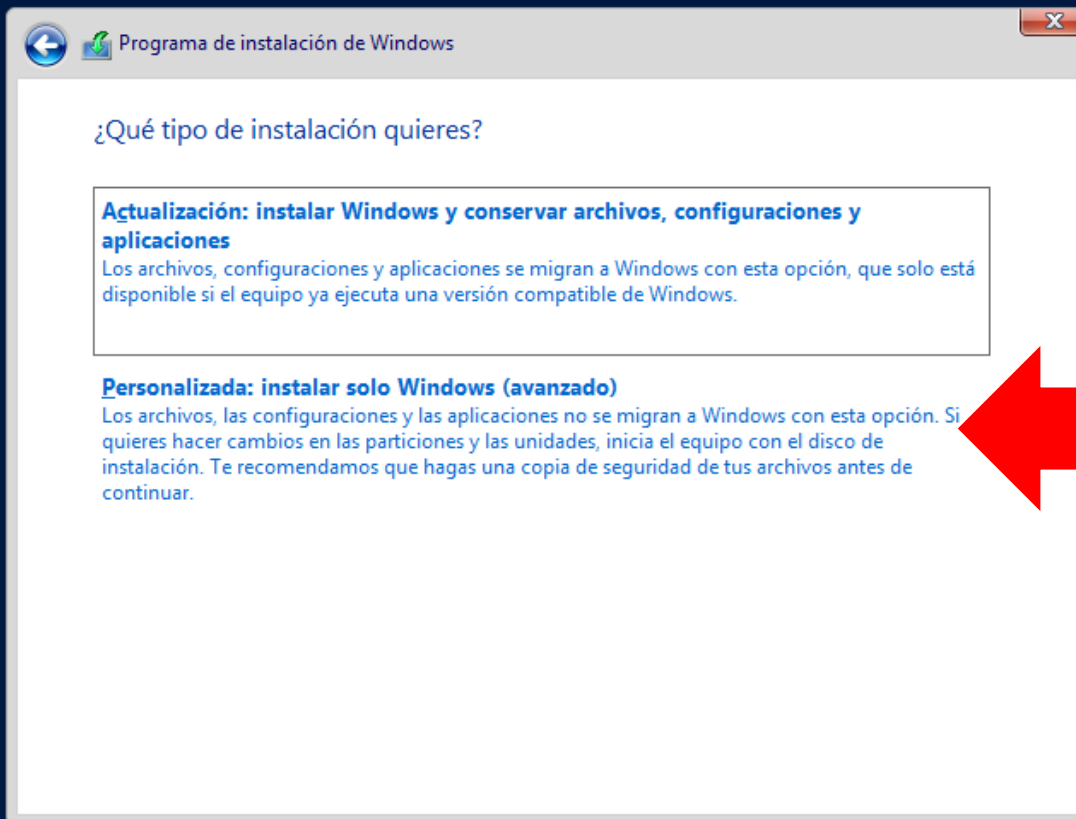 Programa de instalación de Windows
¿Qué tipo de instalación quieres?
Actualización: instalar Windows y conservar archivos, configuraciones y
aplicaciones
Los archivos, configuraciones y aplicaciones se migran a Windows con esta opción, que solo está
disponible si el equipo ya ejecuta una versión compatible de Windows.
Personalizada: instalar solo Windows (avanzado)
Los archivos, las configuraciones y las aplicaciones no se migran a Windows con esta opción. Si
quieres hacer cambios en las particiones y las unidades, inicia el equipo con el disco de
instalación. Te recomendamos que hagas una copia de seguridad de tus archivos antes de
continuar.